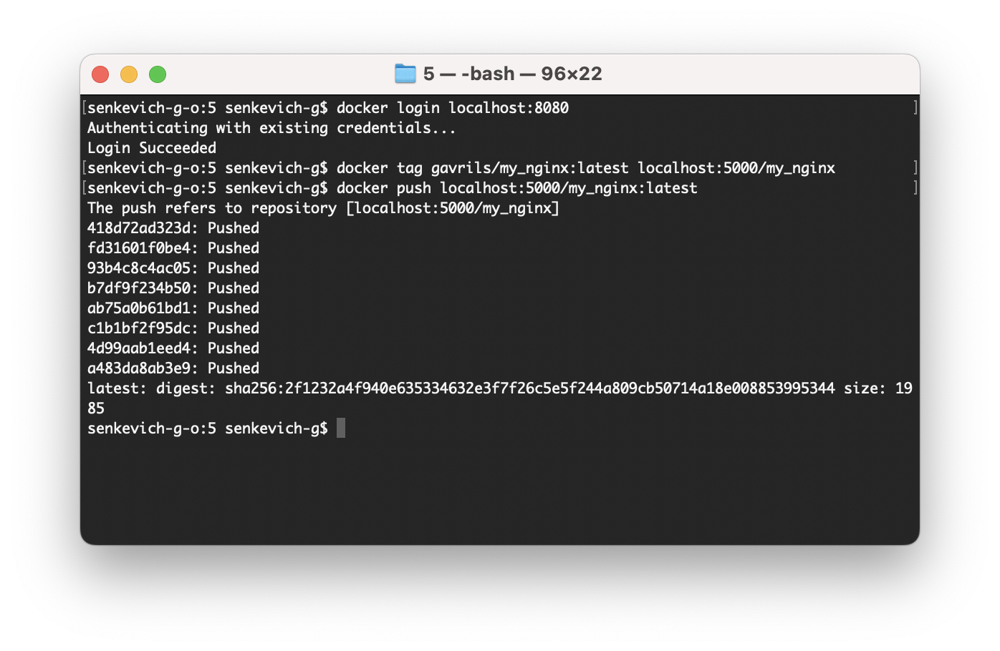 5 — -bash — 96×22
[senkevich-g-o:5 senkevich-g$ docker login localhost:8080 ]
Authenticating with existing credentials...
Login Succeeded
[senkevich-g-o:5 senkevich-g$ docker tag gavrils/my_nginx:latest localhost:5000/my_nginx ]
[senkevich-g-o:5 senkevich-g$ docker push localhost:5000/my_nginx:latest ]
The push refers to repository [localhost:5000/my_nginx]
418d72ad323d: Pushed
fd31601f0be4: Pushed
93b4c8c4ac05: Pushed
b7df9f234b50: Pushed
ab75a0b61bd1: Pushed
c1b1bf2f95dc: Pushed
4d99aab1eed4: Pushed
a483da8ab3e9: Pushed
latest: digest: sha256:2f1232a4f940e635334632e3f7f26c5e5f244a809cb50714a18e008853995344 size: 19
85
senkevich-g-o:5 senkevich-g$